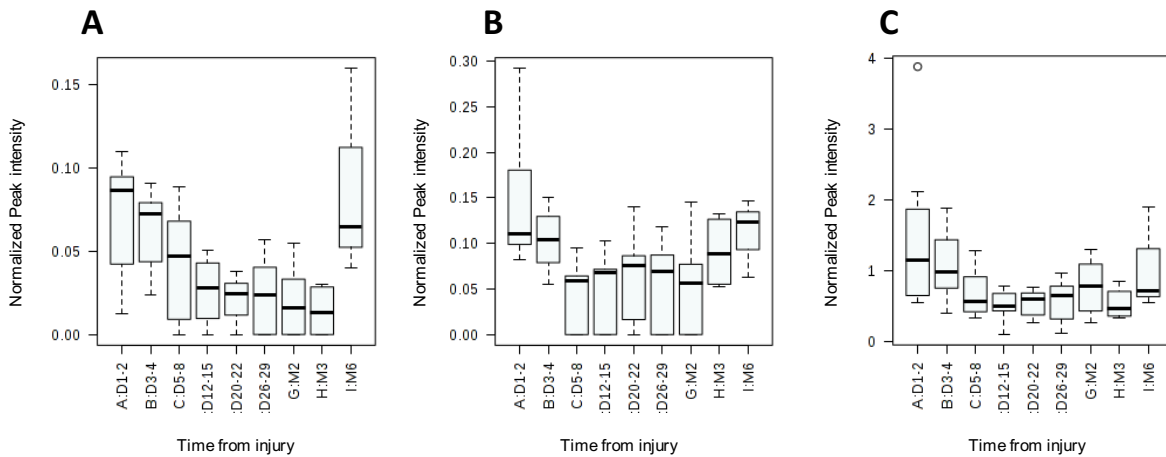 A
B
C
Normalized Peak intensity
0.15
0.10
0.05
0.00
A:D1-2
B:D3-4
C:D5-8
:D12-15
:D20-22
:D26-29
G:M2
H:M3
I:M6
Time from injury
Normalized Peak intensity
0.30
0.25
0.20
0.15
0.10
0.05
0.00
A:D1-2
B:D3-4
C:D5-8
:D12-15
:D20-22
:D26-29
G:M2
H:M3
I:M6
Time from injury
Normalized Peak intensity
4
3
2
1
0
A:D1-2
B:D3-4
C:D5-8
:D12-15
:D20-22
:D26-29
G:M2
H:M3
I:M6
Time from injury